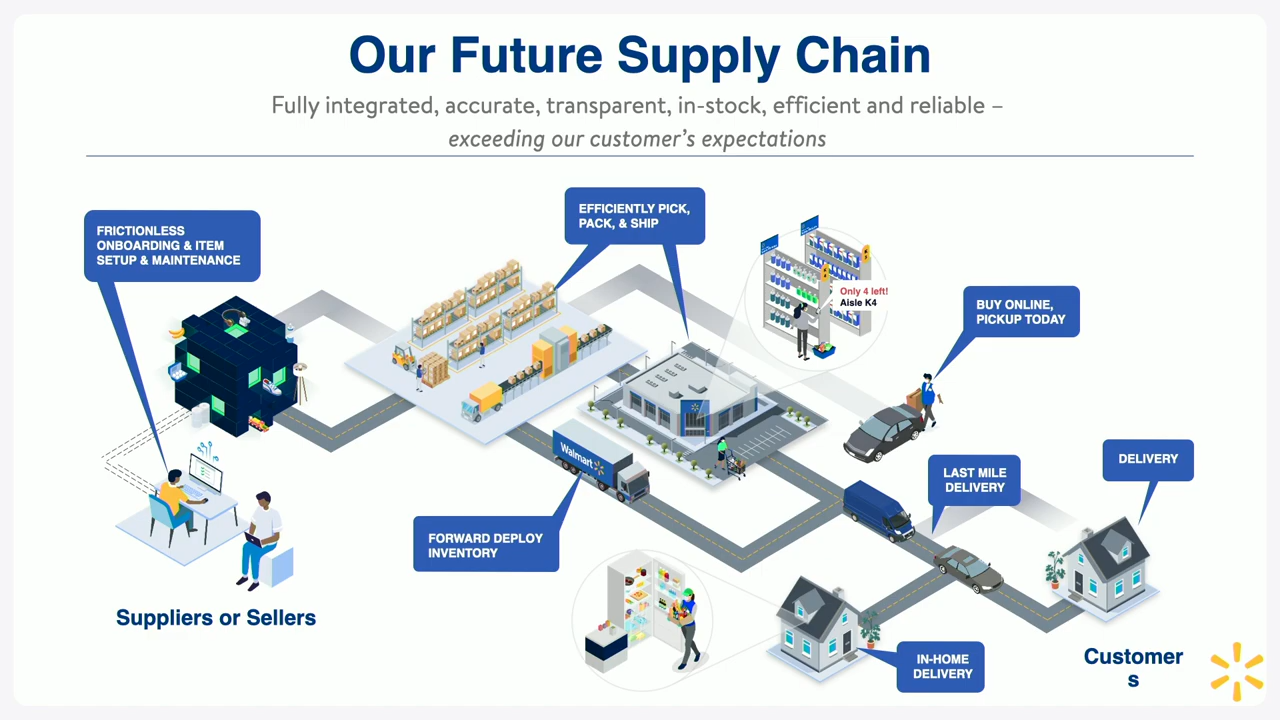 Our Future Supply Chain
Fully integrated, accurate, transparent, in-stock, efficient and reliable –
exceeding our customer's expectations
FRICTIONLESS
ONBOARDING & ITEM
SETUP & MAINTENANCE
EFFICIENTLY PICK,
PACK, & SHIP
Only 4 left!
Aisle K4
BUY ONLINE,
PICKUP TODAY
Walmart
FORWARD DEPLOY
INVENTORY
LAST MILE
DELIVERY
DELIVERY
IN-HOME
DELIVERY
Suppliers or Sellers
Customer
s